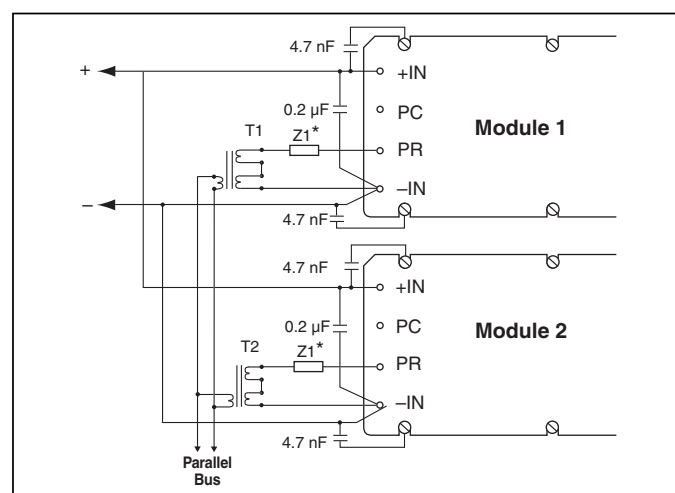 4.7 nF
+
+IN
0.2 µF
PC
T1
Z1*
Module 1
PR
–
–IN
4.7 nF
4.7 nF
+IN
0.2 µF
PC
Module 2
T2
Z1*
PR
–IN
4.7 nF
Parallel
Bus